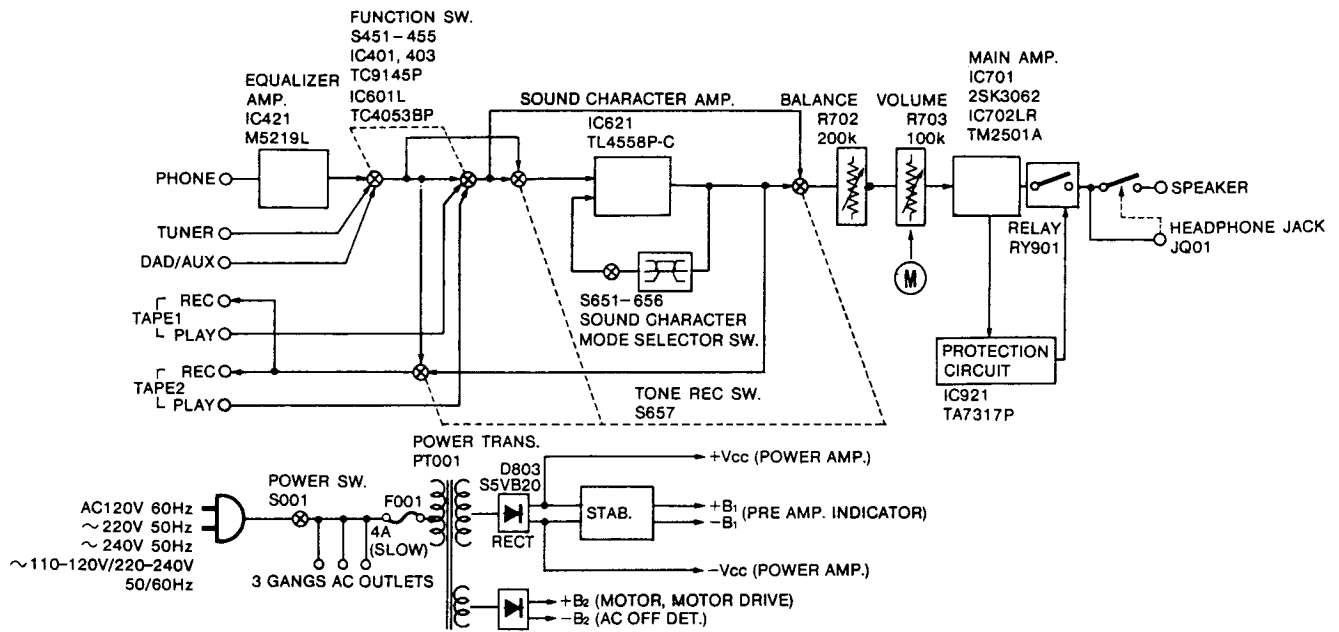 FUNCTION SW.
S451-455
IC401, 403
TC9145P
IC601L
TC4053BP
EQUALIZER
AMP.
IC421
M5219L
SOUND CHARACTER AMP.
IC621
TL4558P-C
BALANCE
R702
200k
VOLUME
R703
100k
MAIN AMP.
IC701
2SK3062
IC702LR
TM2501A
PHONE
TUNER
DAD/AUX
REC
TAPE1
PLAY
REC
TAPE2
PLAY
S651-656
SOUND CHARACTER
MODE SELECTOR SW.
M
SPEAKER
RELAY
RY901
HEADPHONE JACK
JQ01
PROTECTION
CIRCUIT
IC921
TA7317P
TONE REC SW.
S657
POWER TRANS.
PT001
POWER SW.
S001
F001
4A
(SLOW)
D803
S5VB20
RECT
STAB.
+Vcc (POWER AMP.)
+B1
-B1
(PRE AMP. INDICATOR)
-Vcc (POWER AMP.)
AC120V 60Hz
~220V 50Hz
~240V 50Hz
~110-120V/220-240V
50/60Hz
3 GANGS AC OUTLETS
+B2 (MOTOR, MOTOR DRIVE)
-B2 (AC OFF DET.)